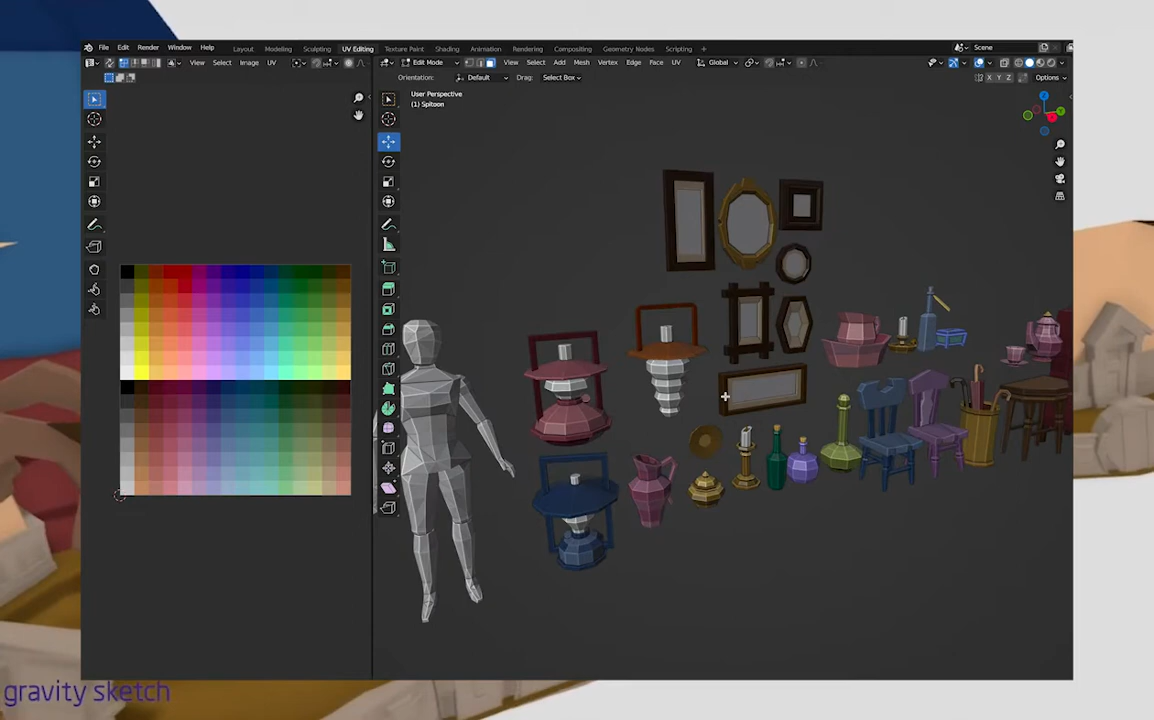 File Edit Render Window Help Layout Modeling Sculpting UV Editing Texture Paint Shading Animation Rendering Compositing Geometry Nodes Scripting + Scene
View Select Image UV Edit Mode View Select Add Mesh Vertex Edge Face UV Global
Orientation: Default Drag: Select Box X Y Z Options
User Perspective
(1) Spitoon
gravity sketch